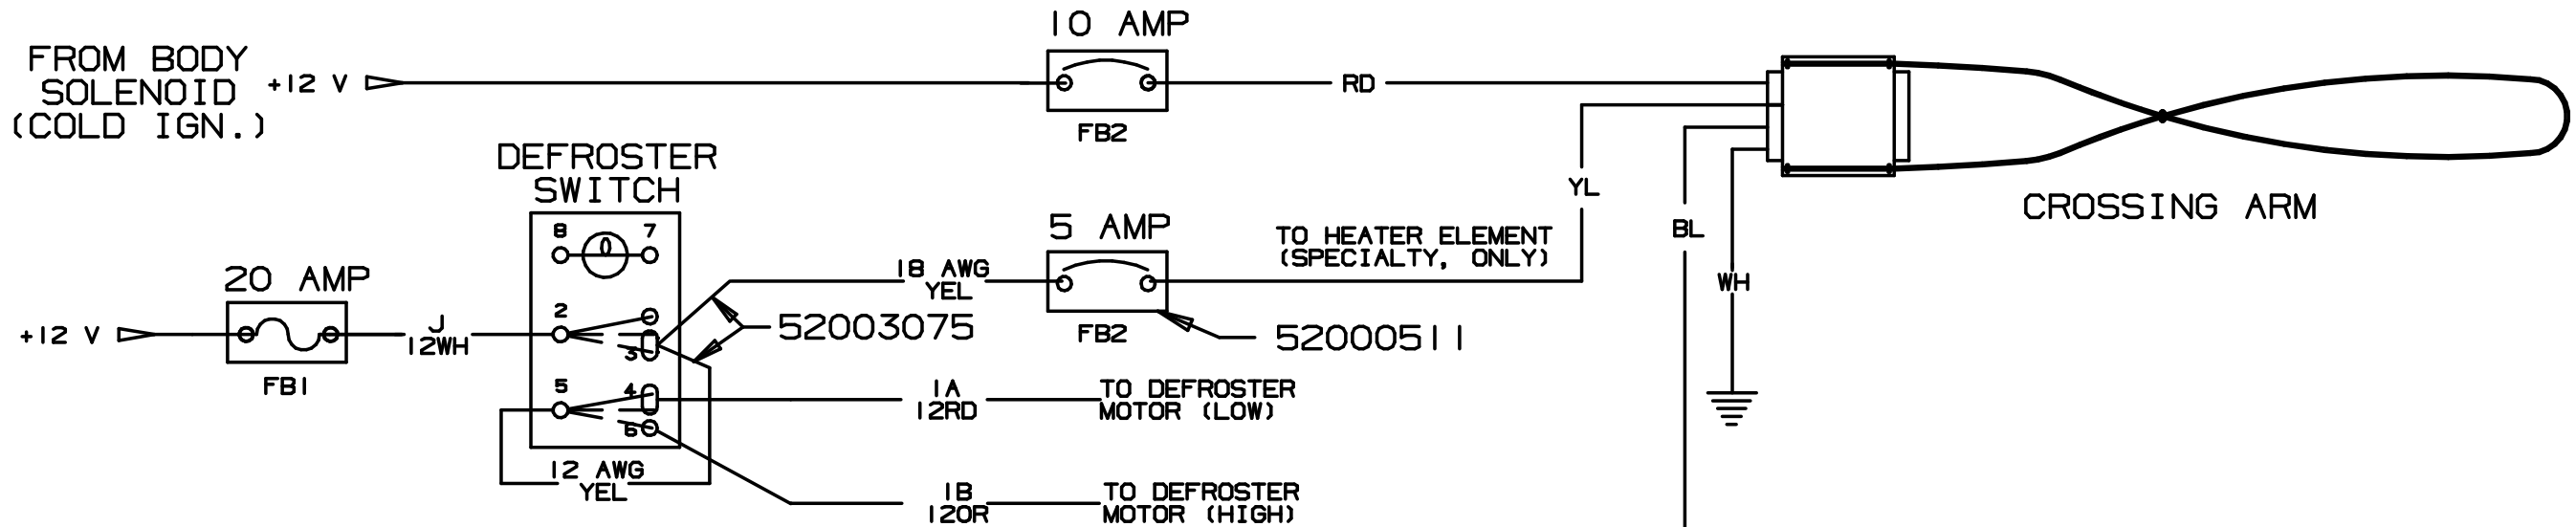 10 AMP
FROM BODY
SOLENOID
(COLD IGN.)
+12 V
RD
FB2
DEFROSTER
SWITCH
YL
CROSSING ARM
8 7
5 AMP
TO HEATER ELEMENT
(SPECIALTY, ONLY)
BL
20 AMP
18 AWG
YEL
WH
2
+12 V
J
12WH
3
52003075
FB2
52000511
FB1
5 4
1A
12RD
TO DEFROSTER
MOTOR (LOW)
6
12 AWG
YEL
1B
12OR
TO DEFROSTER
MOTOR (HIGH)